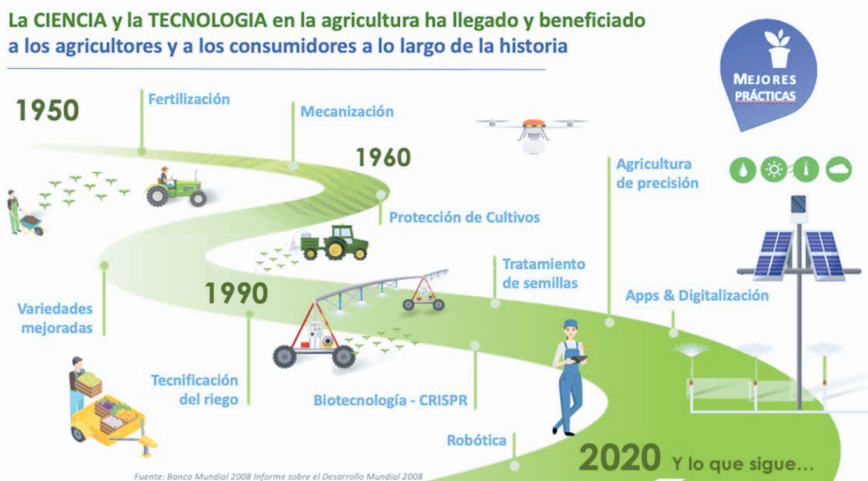 La CIENCIA y la TECNOLOGIA en la agricultura ha llegado y beneficiado
a los agricultores y a los consumidores a lo largo de la historia
MEJORES
PRÁCTICAS
1950
Fertilización
Mecanización
1960
Agricultura
de precisión
Protección de Cultivos
Tratamiento
de semillas
1990
Apps & Digitalización
Variedades
mejoradas
Tecnificación
del riego
Biotecnología - CRISPR
Robótica
2020 Y lo que sigue...
Fuente: Banco Mundial 2008 Informe sobre el Desarrollo Mundial 2008